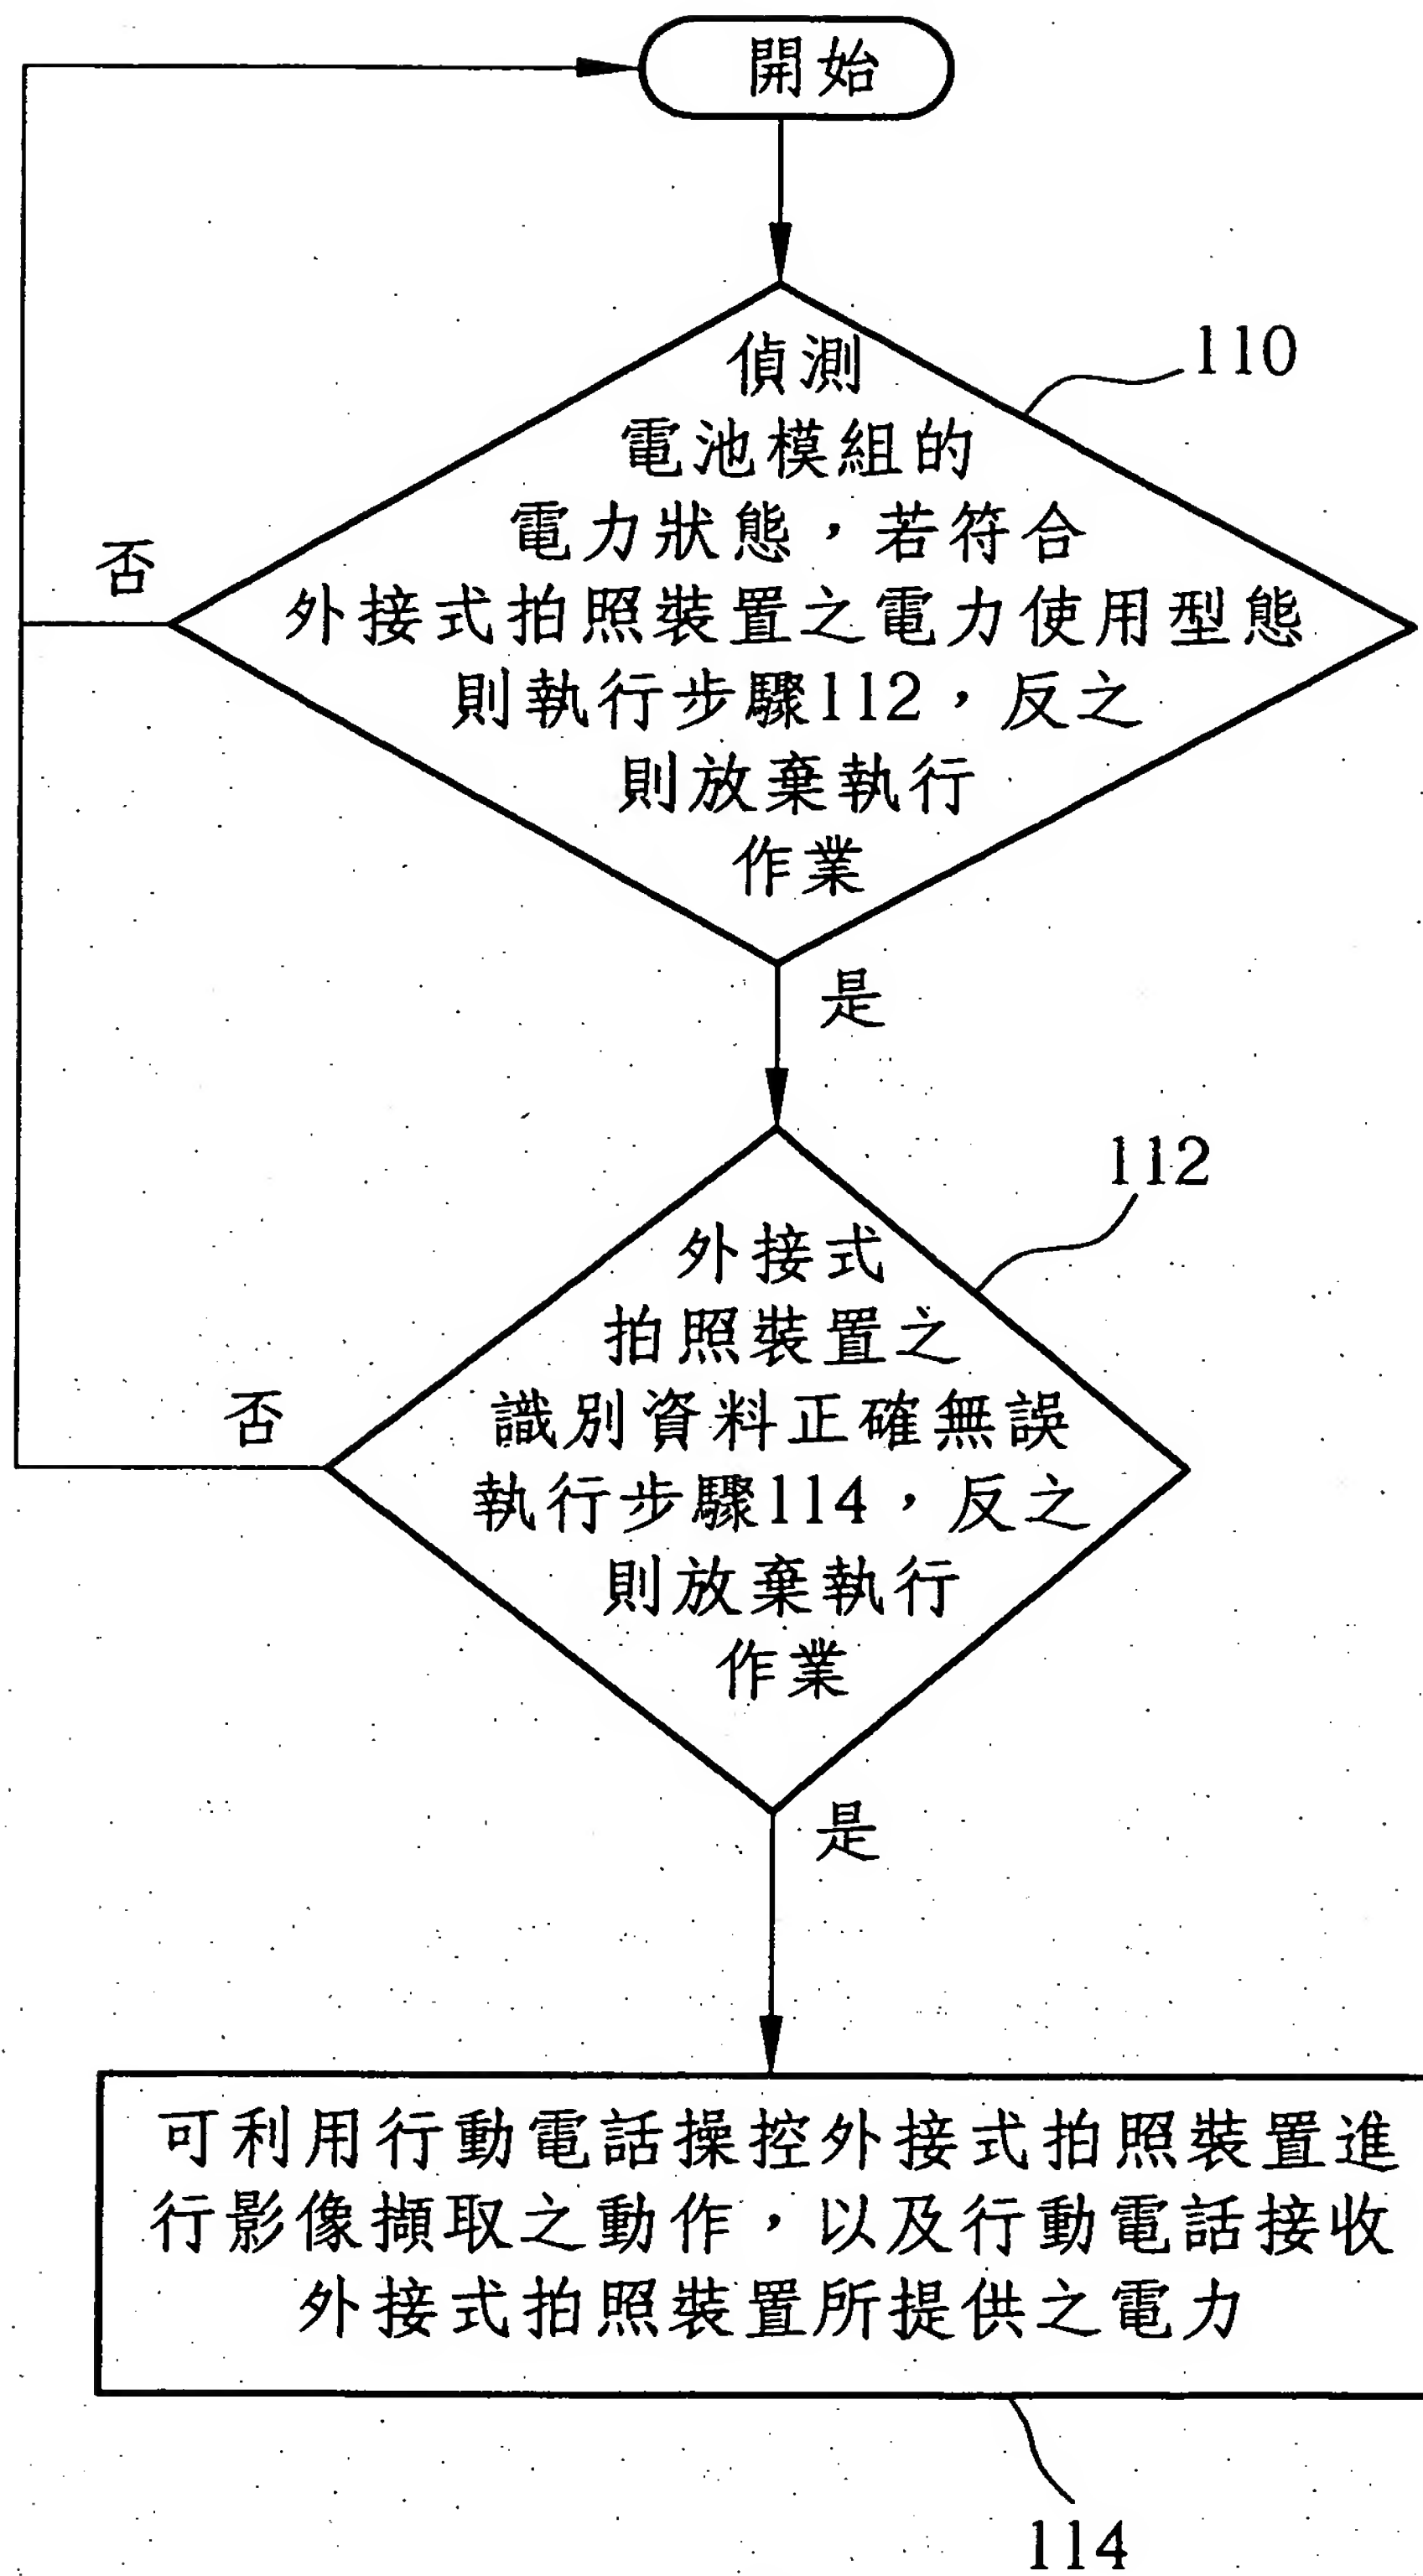 開始
110
偵測
電池模組的
電力狀態，若符合
否
外接式拍照裝置之電力使用型態
則執行步驟112，反之
則放棄執行
作業
是
112
外接式
拍照裝置之
否
識別資料正確無誤
執行步驟114，反之
則放棄執行
作業
是
可利用行動電話操控外接式拍照裝置進
行影像擷取之動作，以及行動電話接收
外接式拍照裝置所提供之電力
114